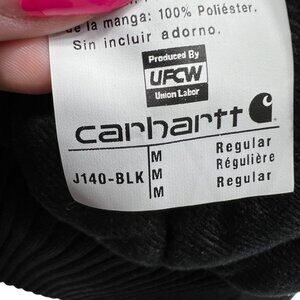 de la manga: 100% Poliéster.
Sin incluir adorno.
Produced By
UFCW
Union Labor
carhartt
M Regular
M Régulière
J140-BLK M Regular